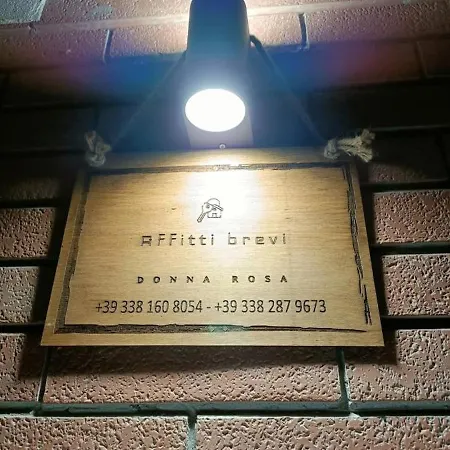 Affitti brevi
DONNA ROSA
+39 338 160 8054 - +39 338 287 9673